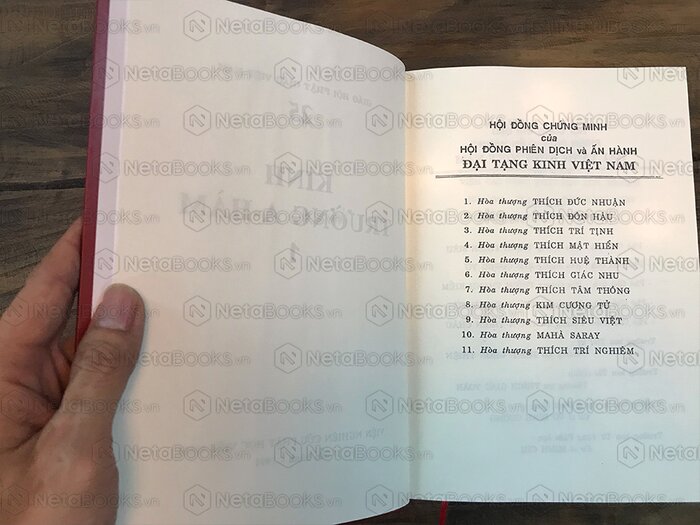 HỘI ĐỒNG CHỨNG MINH
của
HỘI ĐỒNG PHIÊN DỊCH và ẤN HÀNH
ĐẠI TẠNG KINH VIỆT NAM
1. Hòa thượng THÍCH ĐỨC NHUẬN
2. Hòa thượng THÍCH ĐÔN HẬU
3. Hòa thượng THÍCH TRÍ TỊNH
4. Hòa thượng THÍCH MẬT HIỂN
5. Hòa thượng THÍCH HUỆ THÀNH
6. Hòa thượng THÍCH GIÁC NHU
7. Hòa thượng THÍCH TÂM THÔNG
8. Hòa thượng KIM CƯƠNG TỬ
9. Hòa thượng THÍCH SIÊU VIỆT
10. Hòa thượng MAHÀ SARAY
11. Hòa thượng THÍCH TRÍ NGHIÊM
NetaBooks.vn